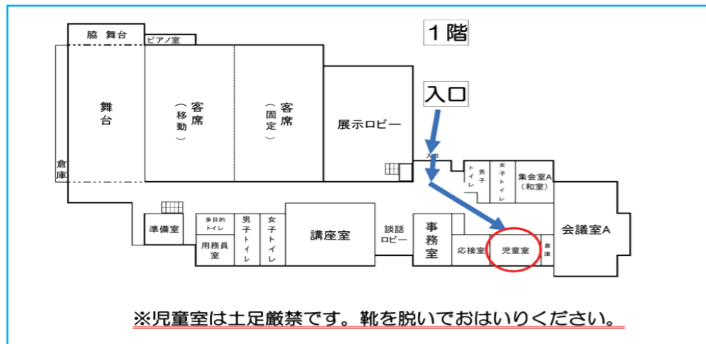 1階
入口
脇 舞台
ピアノ室
舞台
客席
（移動）
客席
（固定）
展示ロビー
倉庫
入口
男子
トイレ
女子トイレ
集会室A
（和室）
会議室A
準備室
多目的
トイレ
用務員
室
男子トイレ
女子トイレ
講座室
談話
ロビー
事務室
応接室
児童室
倉庫
※児童室は土足厳禁です。靴を脱いでおはいりください。